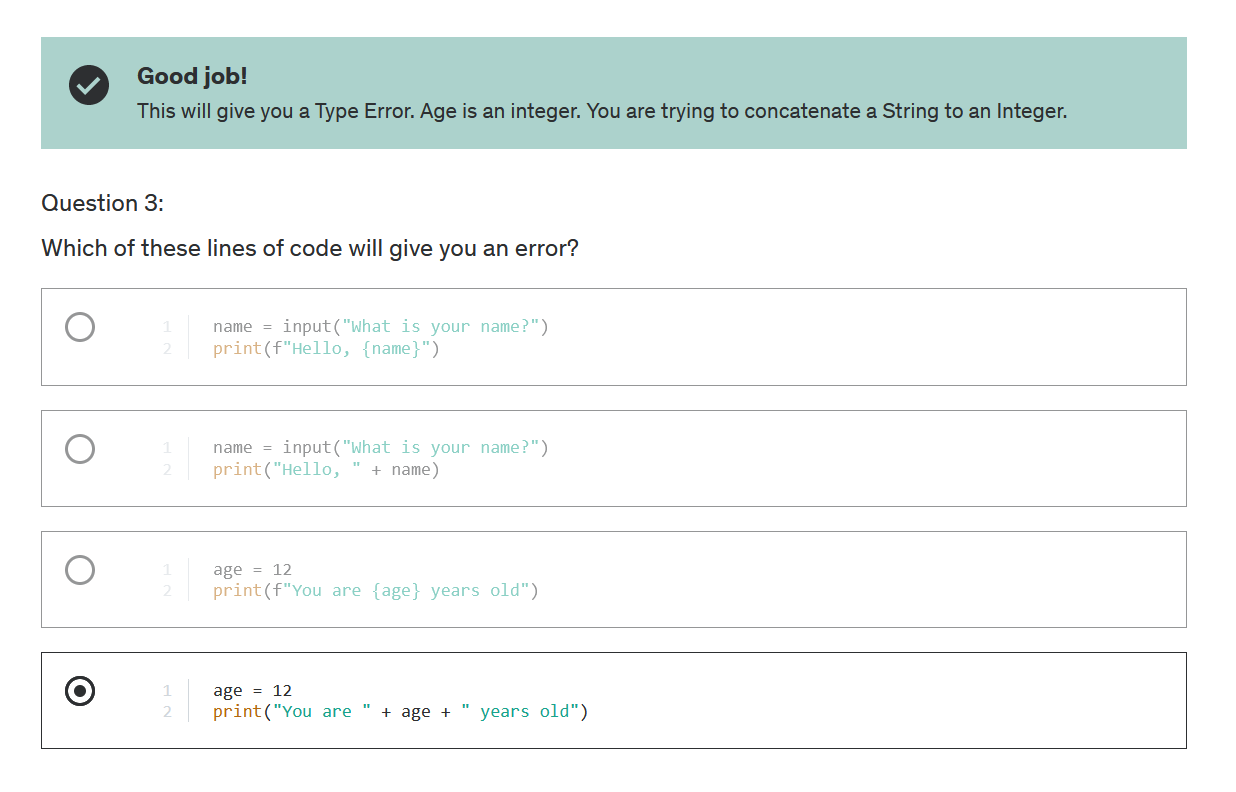 Good job!
This will give you a Type Error. Age is an integer. You are trying to concatenate a String to an Integer.
Question 3:
Which of these lines of code will give you an error?
1 name = input("What is your name?")
2 print(f"Hello, {name}")
1 name = input("What is your name?")
2 print("Hello, " + name)
1 age = 12
2 print(f"You are {age} years old")
1 age = 12
2 print("You are " + age + " years old")